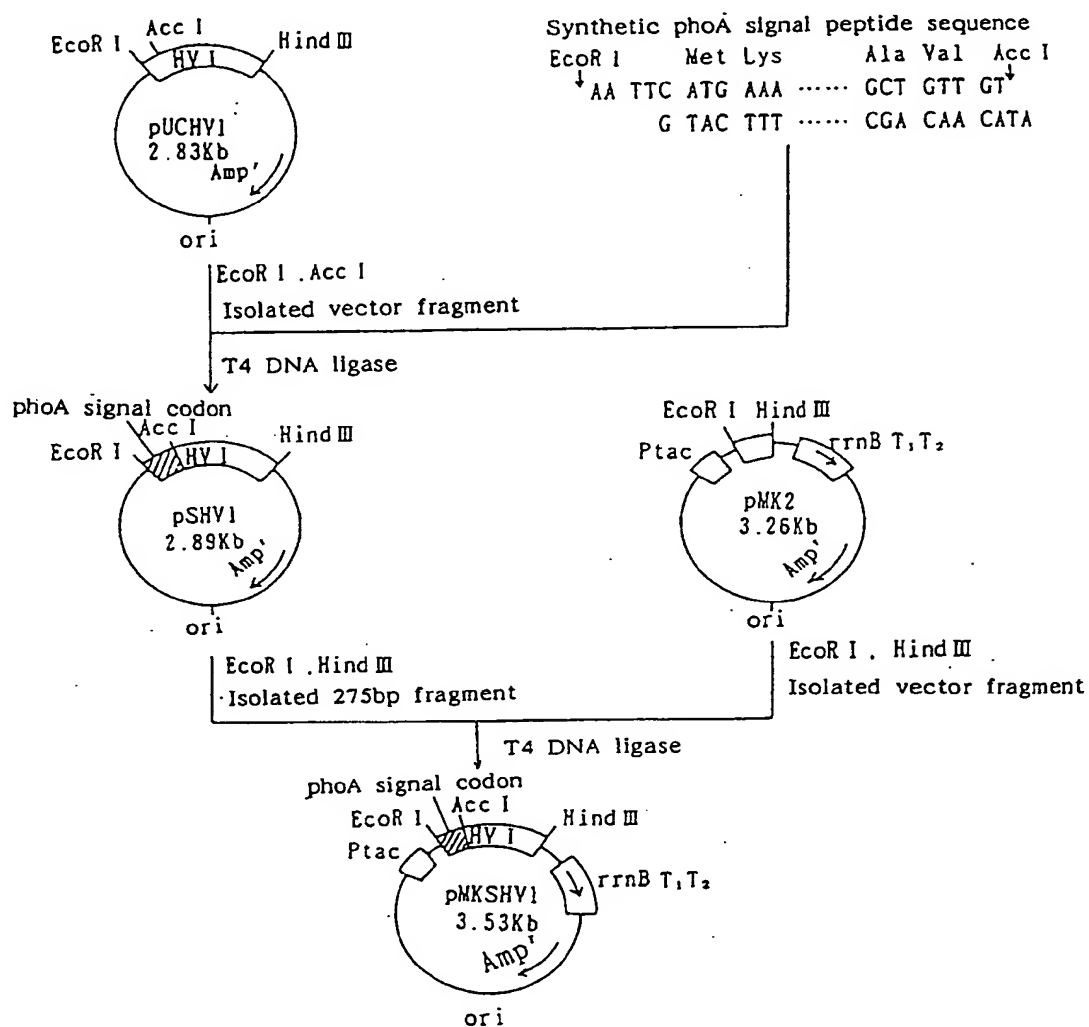 Synthetic phoA signal peptide sequence
EcoR I Met Lys Ala Val Acc I
AA TTC ATG AAA ...... GCT GTT GT
G TAC TTT ...... CGA CAA CATA
Acc I
EcoR I
HV I
Hind III
pUCHV1
2.83Kb
Amp'
ori
EcoR I . Acc I
Isolated vector fragment
T4 DNA ligase
phoA signal codon
Acc I
EcoR I
HV I
Hind III
pSHV1
2.89Kb
Amp'
ori
EcoR I Hind III
Ptac
rrnB T₁T₂
pMK2
3.26Kb
Amp'
ori
EcoR I . Hind III
Isolated 275bp fragment
EcoR I . Hind III
Isolated vector fragment
T4 DNA ligase
phoA signal codon
Acc I
EcoR I
HV I
Hind III
Ptac
rrnB T₁T₂
pMKSHV1
3.53Kb
Amp'
ori